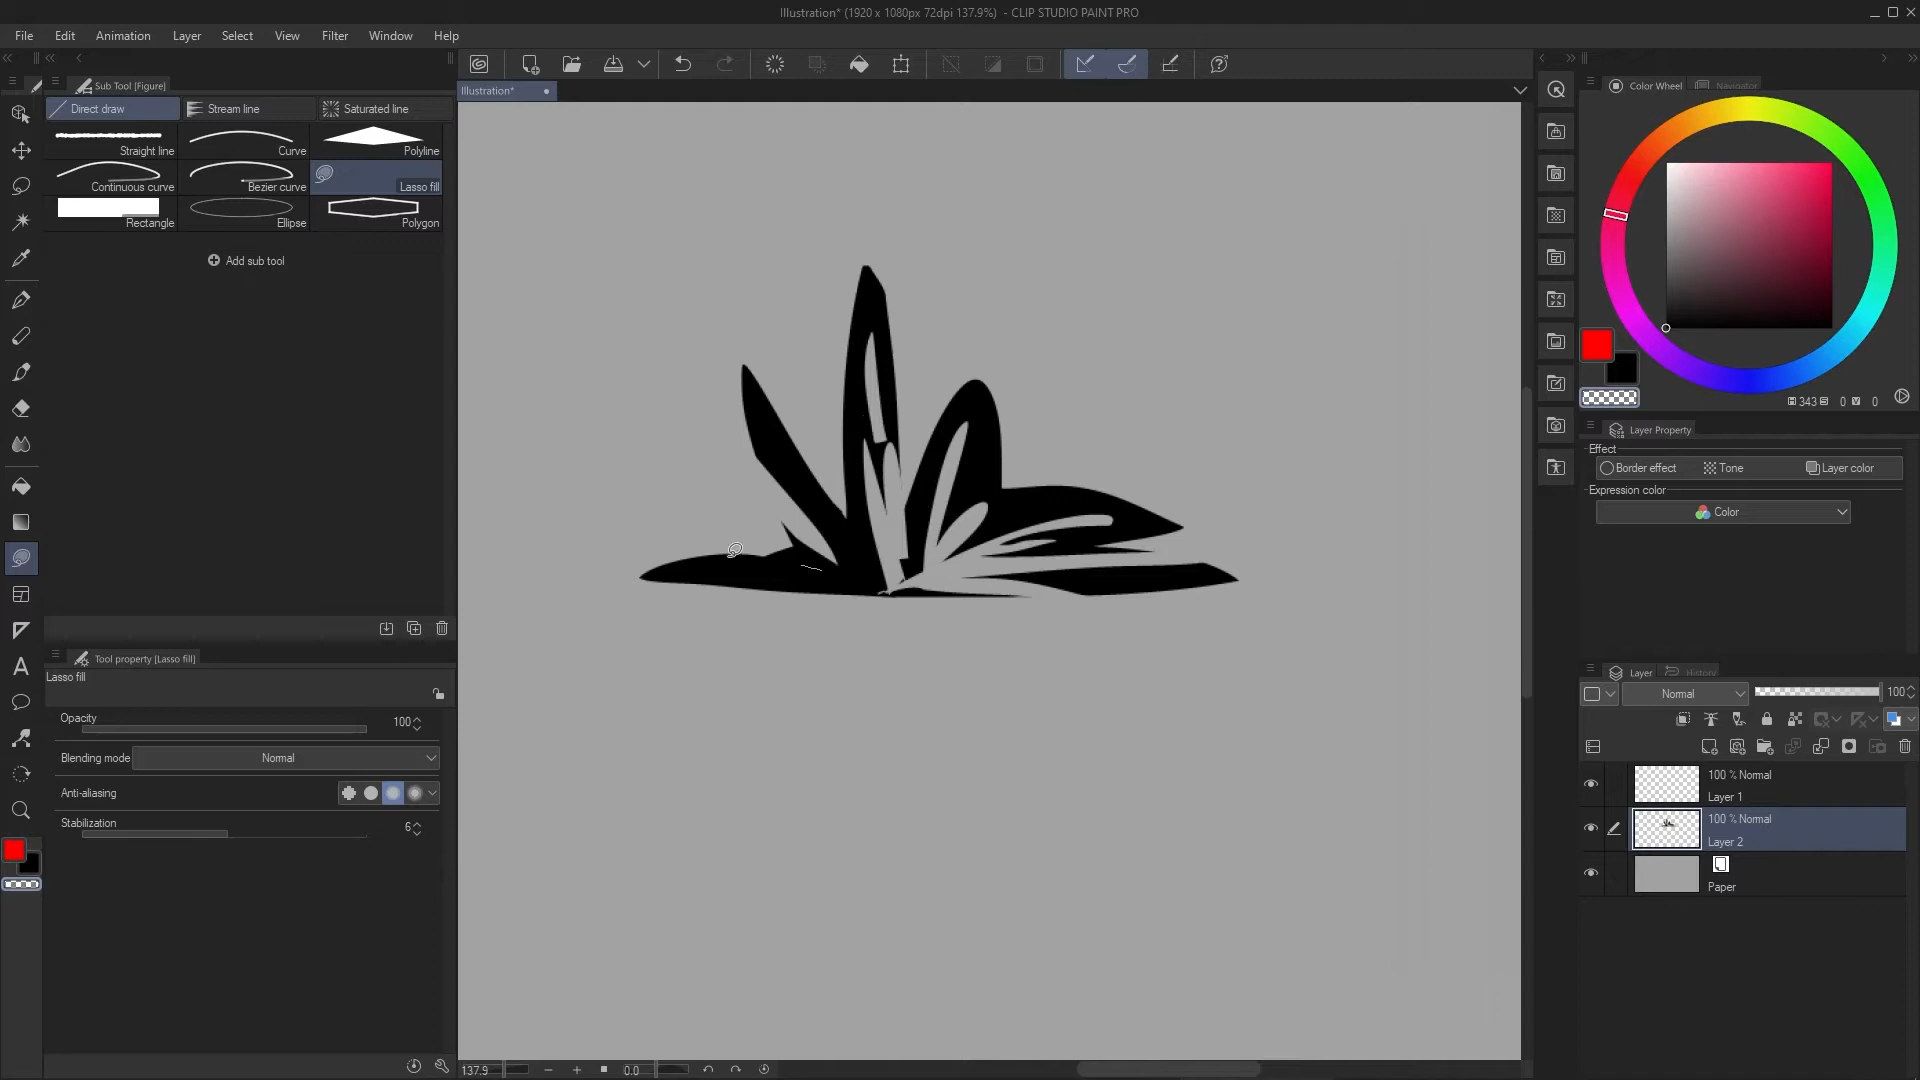 Illustration* (1920 x 1080px 72dpi 137.9%) - CLIP STUDIO PAINT PRO
File Edit Animation Layer Select View Filter Window Help
Sub Tool [Figure]
Direct draw
Stream line
Saturated line
Straight line
Curve
Polyline
Continuous curve
Bezier curve
Lasso fill
Rectangle
Ellipse
Polygon
Add sub tool
Tool property [Lasso fill]
Lasso fill
Opacity 100
Blending mode Normal
Anti-aliasing
Stabilization 6
Illustration*
137.9
0.0
Color Wheel
Navigator
H 343 S 0 V 0
Layer Property
Effect
Border effect
Tone
Layer color
Expression color
Color
Layer
History
Normal
100
100 % Normal
Layer 1
100 % Normal
Layer 2
Paper